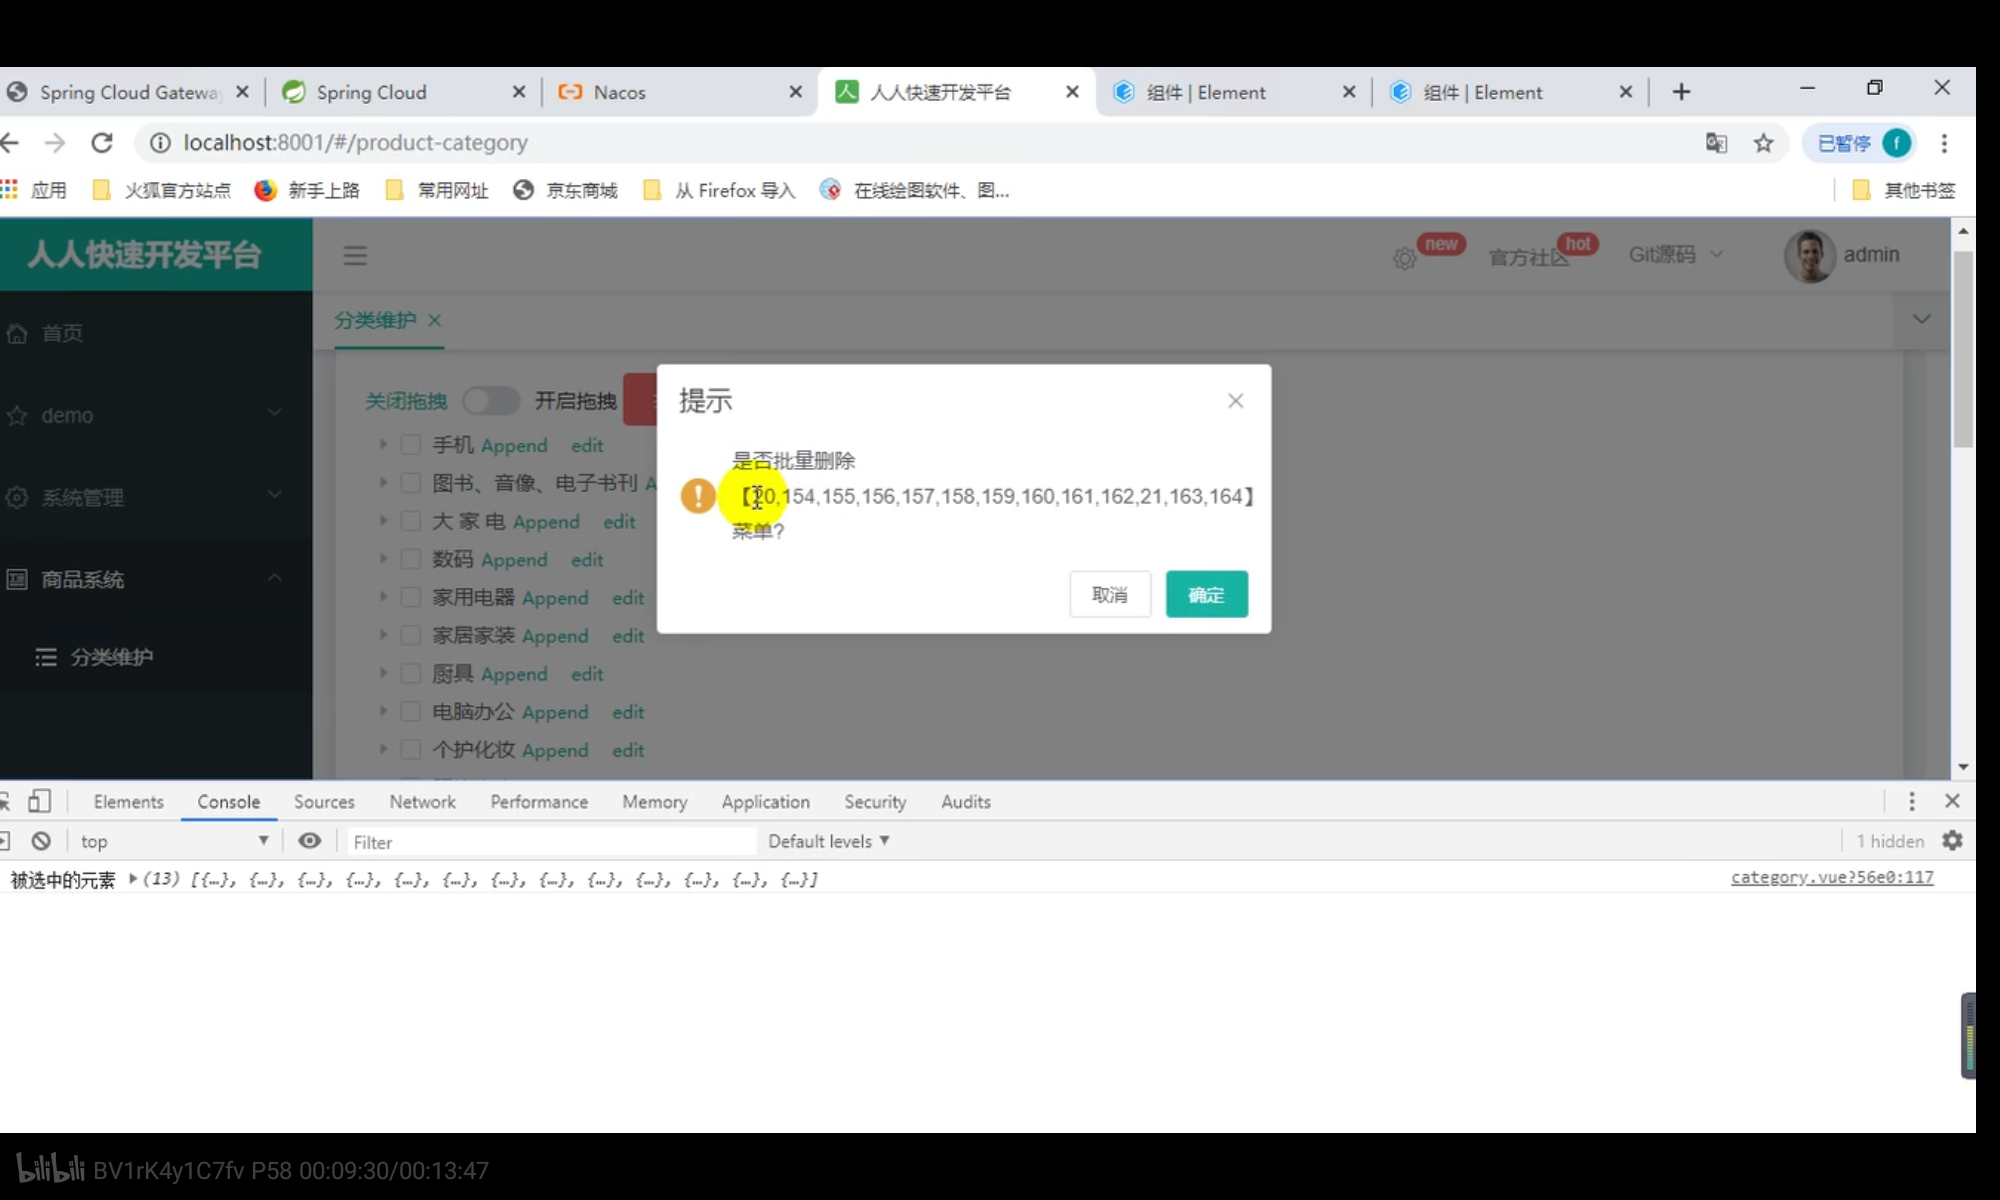 Spring Cloud Gatewa
Spring Cloud
Nacos
人人快速开发平台
组件 | Element
组件 | Element
localhost:8001/#/product-category
已暂停
f
应用
火狐官方站点
新手上路
常用网址
京东商城
从 Firefox 导入
在线绘图软件、图...
其他书签
人人快速开发平台
new
官方社区
hot
Git源码
admin
首页
demo
系统管理
商品系统
分类维护
分类维护
关闭拖拽
开启拖拽
手机 Append edit
图书、音像、电子书刊 A
大 家 电 Append edit
数码 Append edit
家用电器 Append edit
家居家装 Append edit
厨具 Append edit
电脑办公 Append edit
个护化妆 Append edit
提示
是否批量删除
【20,154,155,156,157,158,159,160,161,162,21,163,164】
菜单?
取消
确定
Elements Console Sources Network Performance Memory Application Security Audits
top
Filter
Default levels
1 hidden
被选中的元素 (13) [{…}, {…}, {…}, {…}, {…}, {…}, {…}, {…}, {…}, {…}, {…}, {…}, {…}]
category.vue?56e0:117
bilibili BV1rK4y1C7fv P58 00:09:30/00:13:47